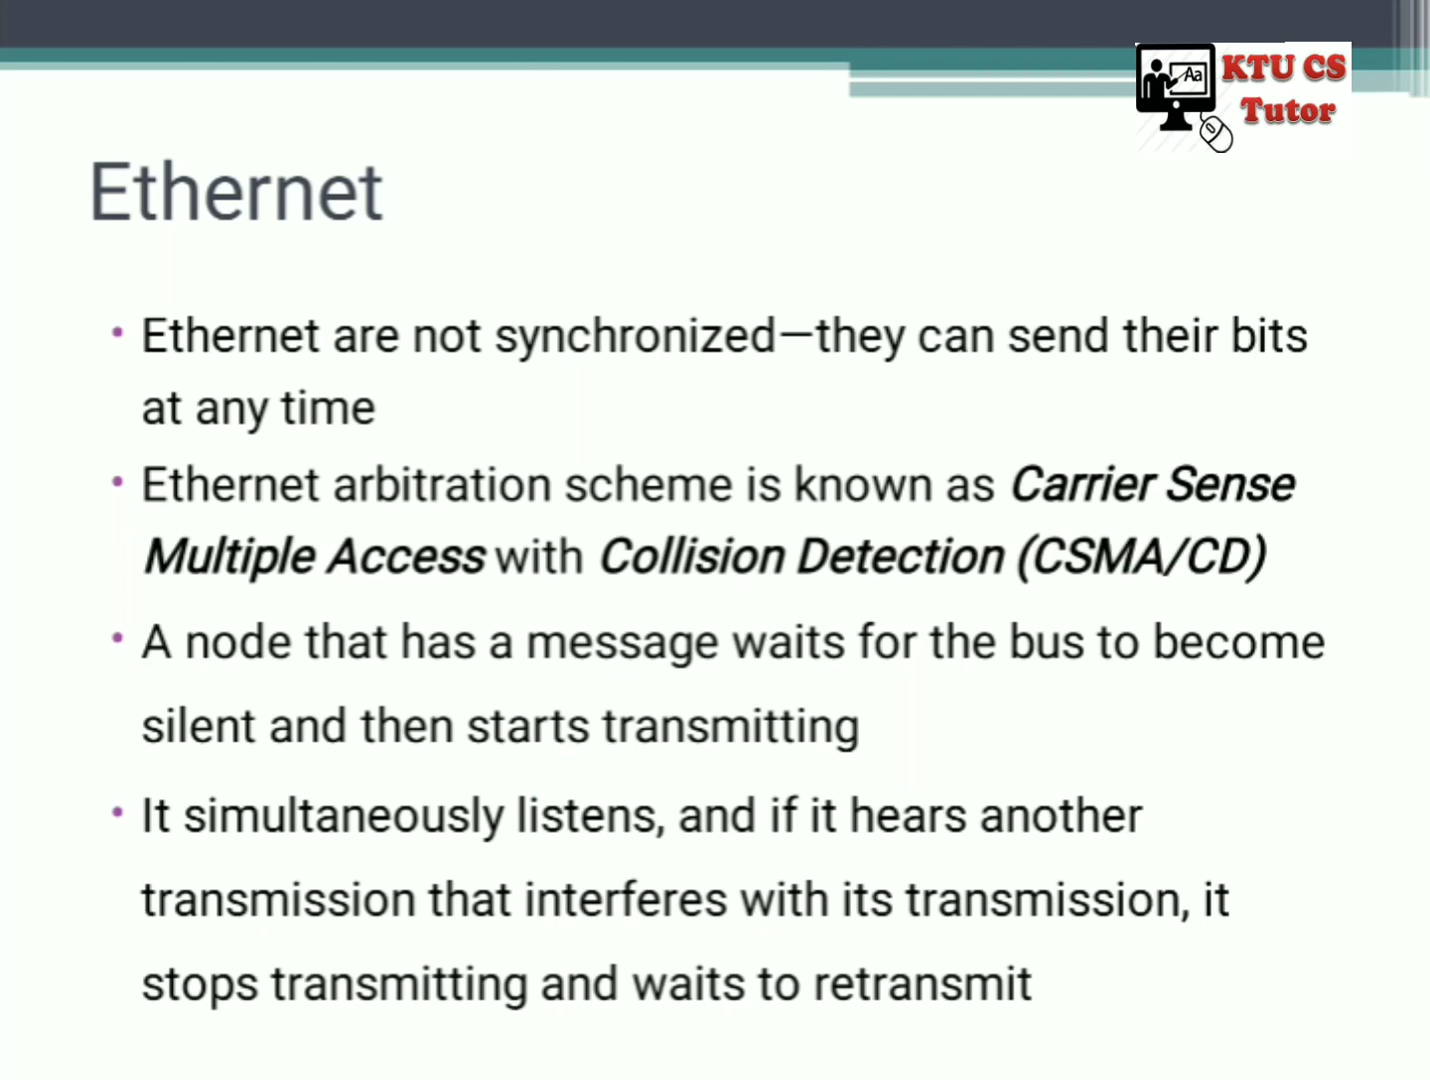 Aa
KTU CS
Tutor
Ethernet
• Ethernet are not synchronized—they can send their bits
at any time
• Ethernet arbitration scheme is known as Carrier Sense
Multiple Access with Collision Detection (CSMA/CD)
• A node that has a message waits for the bus to become
silent and then starts transmitting
• It simultaneously listens, and if it hears another
transmission that interferes with its transmission, it
stops transmitting and waits to retransmit